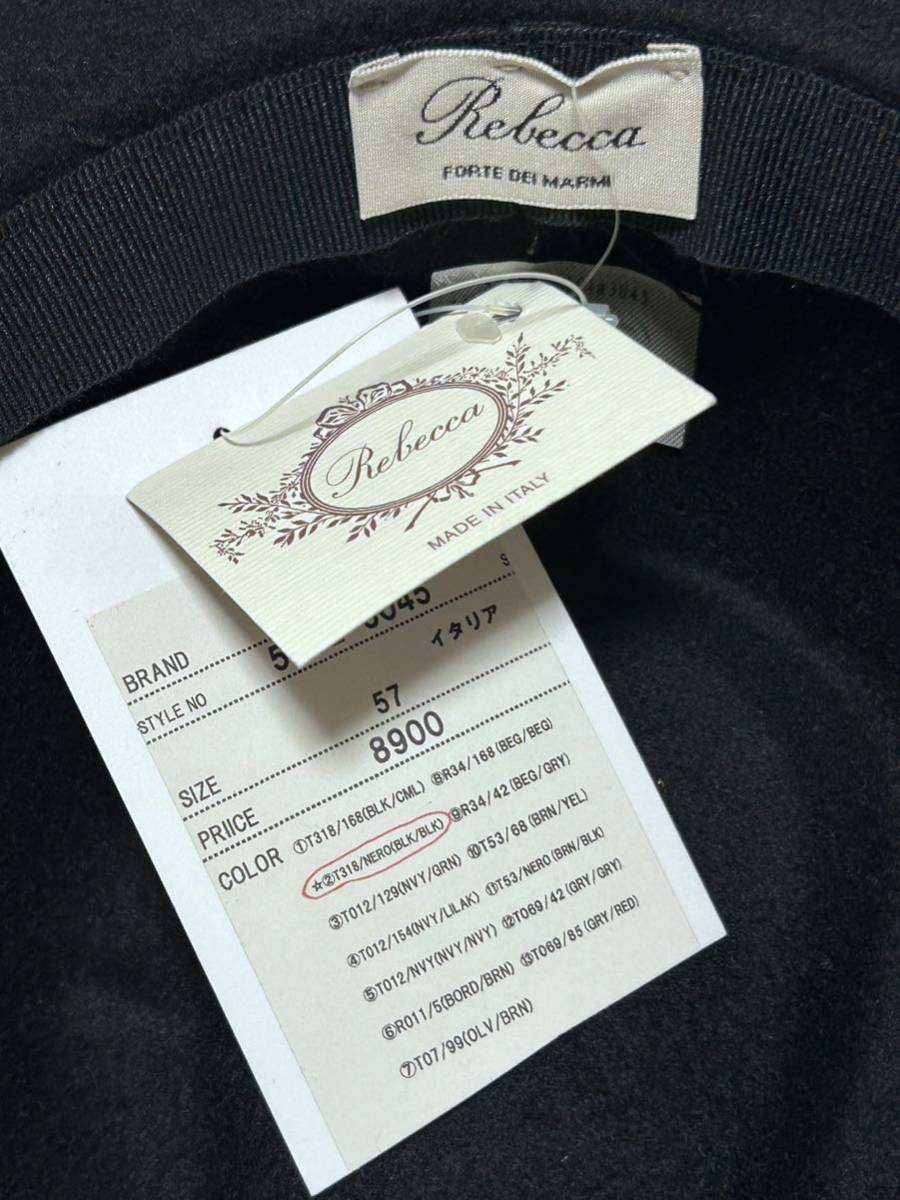 Rebecca
FORTE DEI MARMI
3045
Rebecca
MADE IN ITALY
S
BRAND
3045
STYLE NO
イタリア
SIZE 57
PRIICE 8900
COLOR ①T318/168(BLK/CML) ⑧R34/168(BEG/BEG)
☆②T318/NERO(BLK/BLK) ⑨R34/42(BEG/GRY)
③T012/129(NVY/GRN) ⑩T53/68(BRN/YEL)
④T012/154(NVY/LILAK) ⑪T53/NERO(BRN/BLK)
⑤T012/NVY(NVY/NVY) ⑫T069/42(GRY/GRY)
⑥R011/5(BORD/BRN) ⑬T069/85(GRY/RED)
⑦T07/99(OLV/BRN)